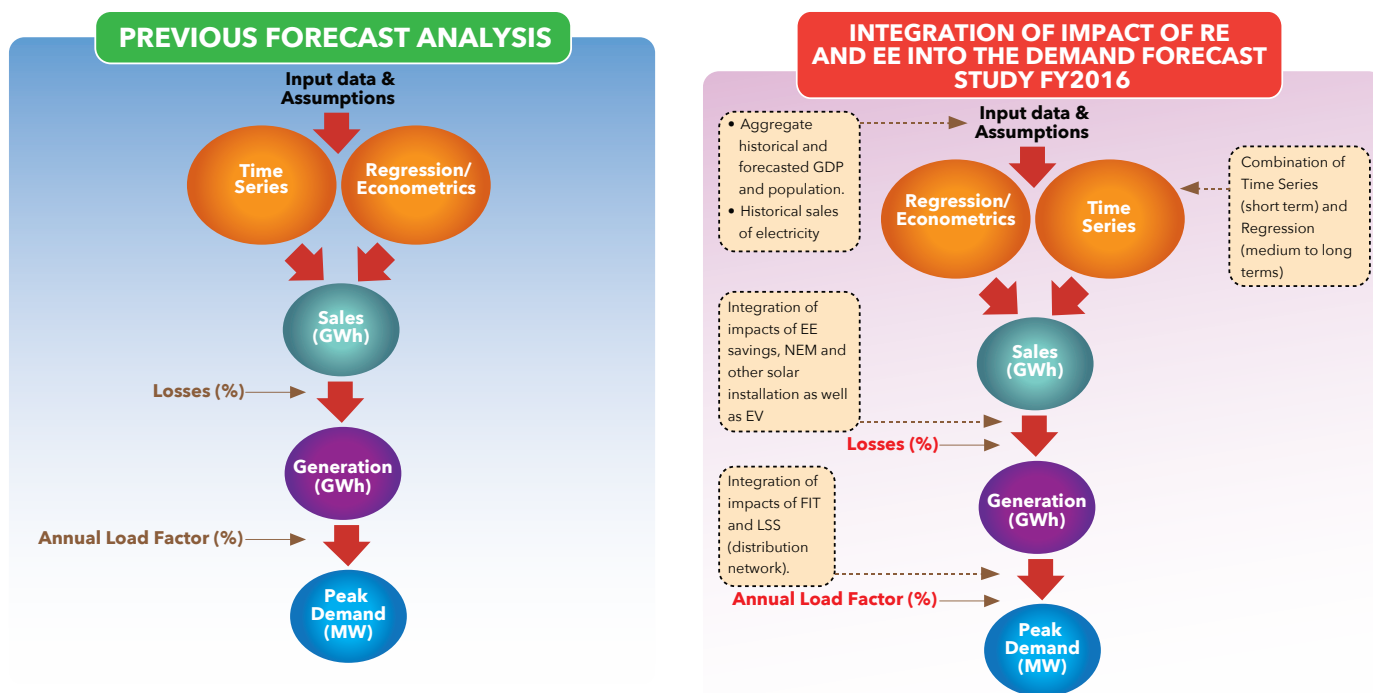 PREVIOUS FORECAST ANALYSIS
Input data &
Assumptions
Time
Series
Regression/
Econometrics
Sales
(GWh)
Losses (%)
Generation
(GWh)
Annual Load Factor (%)
Peak
Demand
(MW)
INTEGRATION OF IMPACT OF RE
AND EE INTO THE DEMAND FORECAST
STUDY FY2016
• Aggregate
historical and
forecasted GDP
and population.
• Historical sales
of electricity
Input data &
Assumptions
Regression/
Econometrics
Time
Series
Combination of
Time Series
(short term) and
Regression
(medium to long
terms)
Integration of
impacts of EE
savings, NEM and
other solar
installation as well
as EV
Sales
(GWh)
Losses (%)
Integration of
impacts of FIT
and LSS
(distribution
network).
Generation
(GWh)
Annual Load Factor (%)
Peak
Demand
(MW)